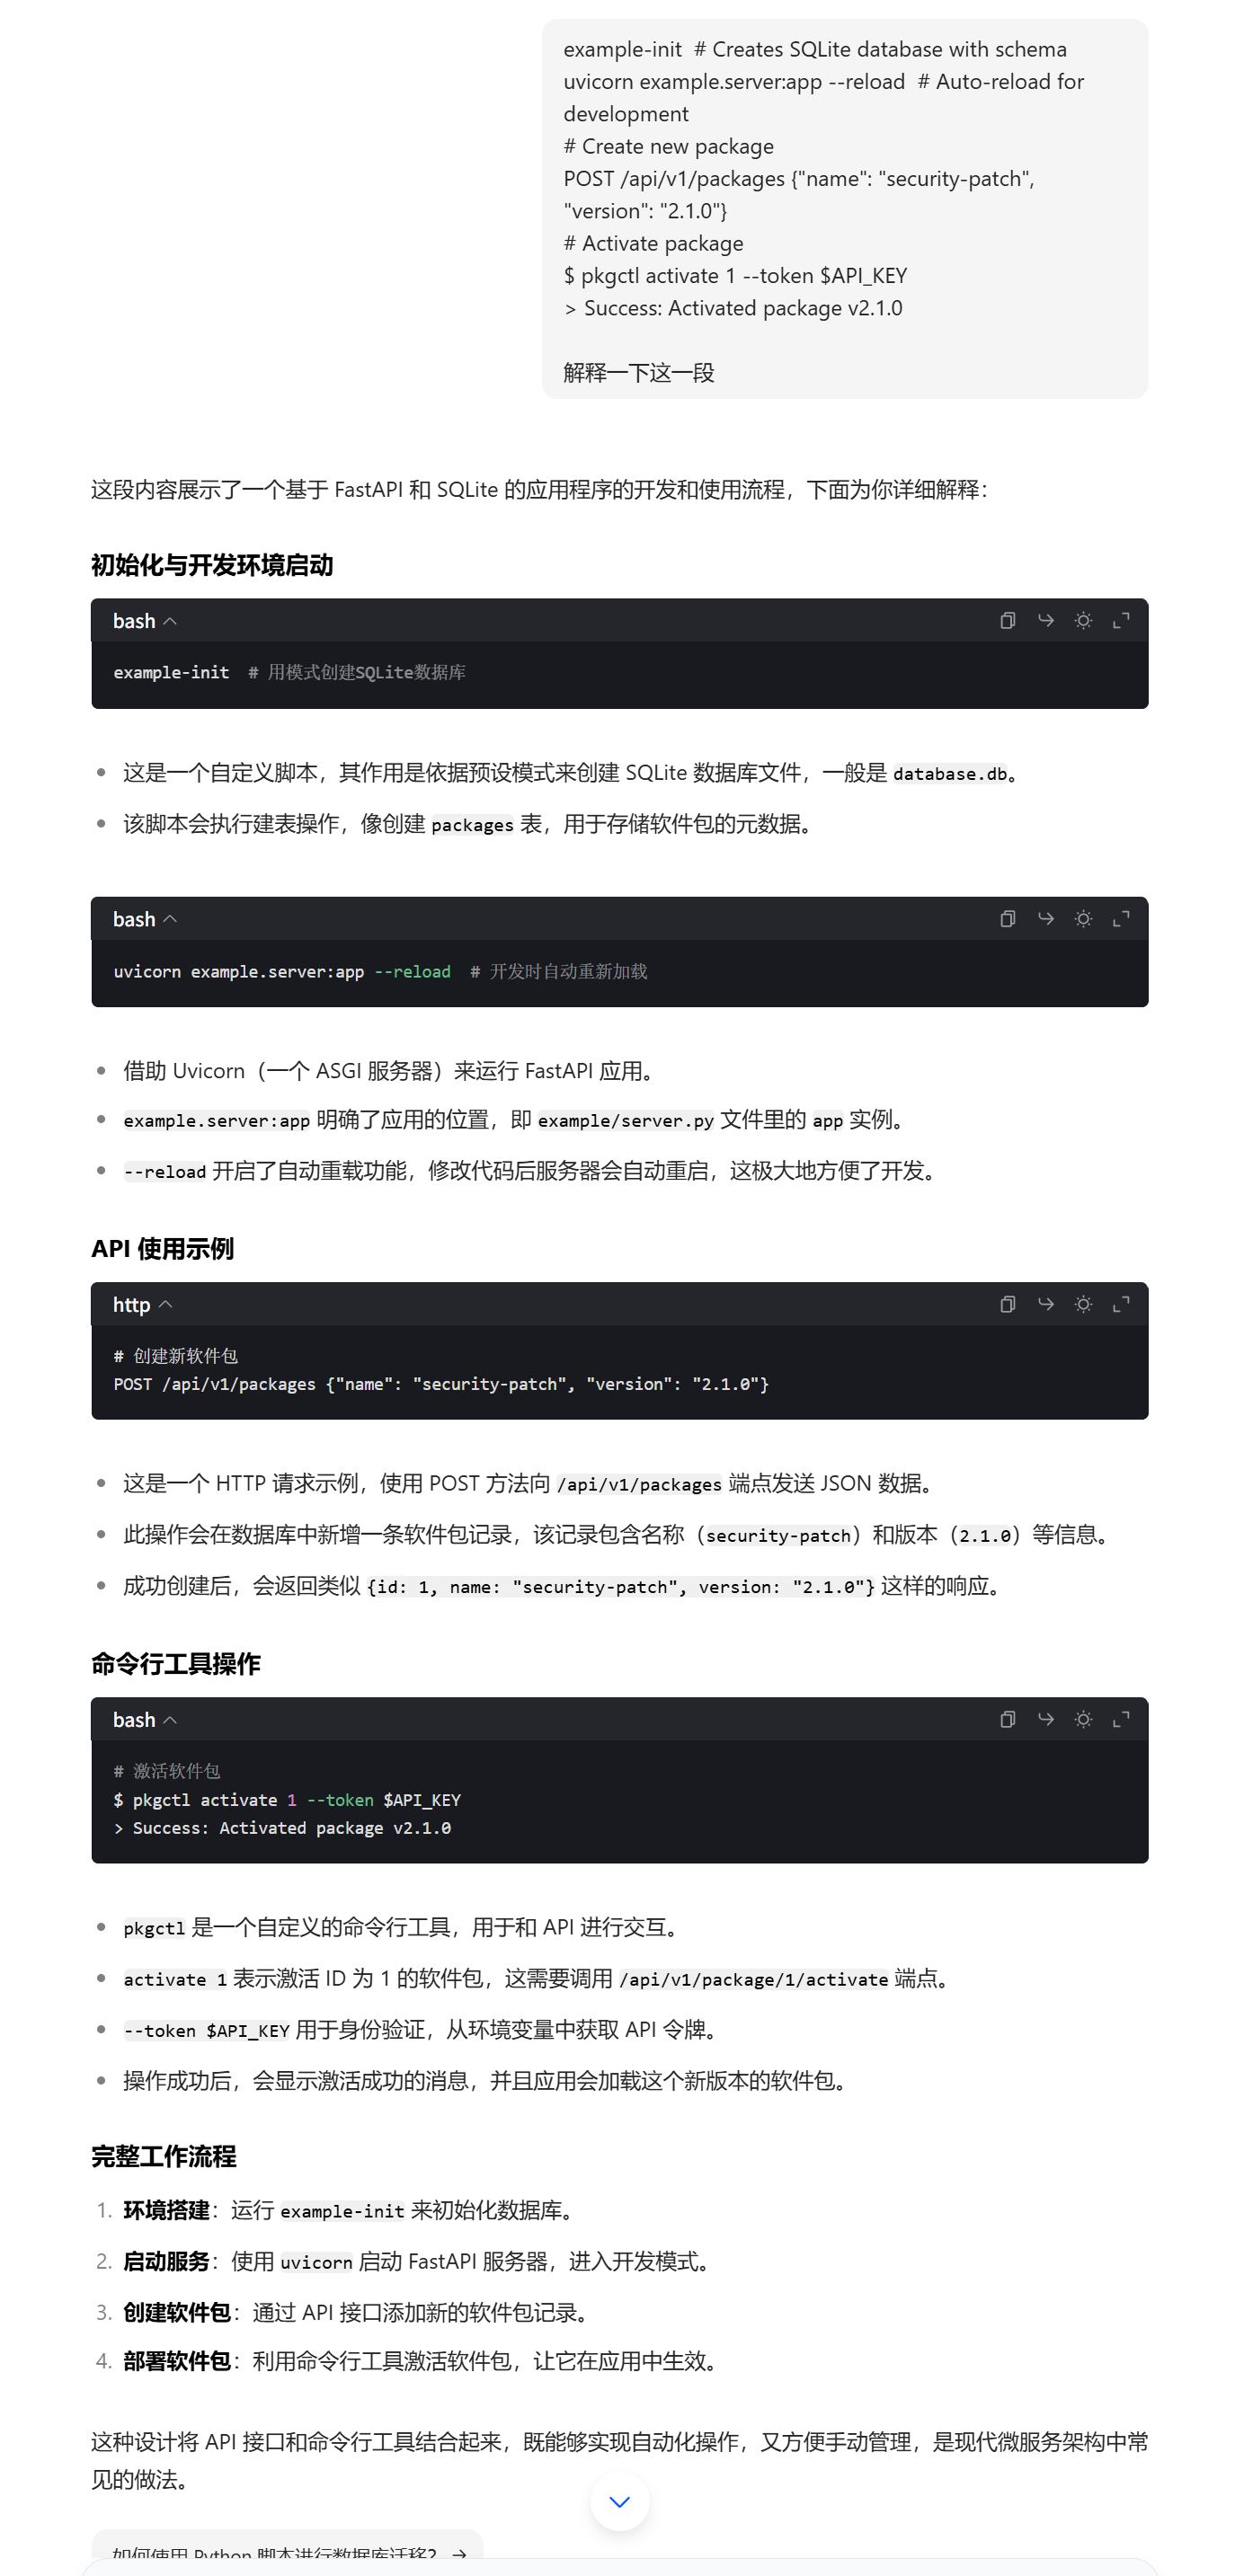 example-init  # Creates SQLite database with schema
uvicorn example.server:app --reload  # Auto-reload for
development
# Create new package
POST /api/v1/packages {"name": "security-patch",
"version": "2.1.0"}
# Activate package
$ pkgctl activate 1 --token $API_KEY
> Success: Activated package v2.1.0
解释一下这一段
这段内容展示了一个基于 FastAPI 和 SQLite 的应用程序的开发和使用流程，下面为你详细解释：
初始化与开发环境启动
bash
example-init  # 用模式创建SQLite数据库
这是一个自定义脚本，其作用是依据预设模式来创建 SQLite 数据库文件，一般是 database.db。
该脚本会执行建表操作，像创建 packages 表，用于存储软件包的元数据。
bash
uvicorn example.server:app --reload  # 开发时自动重新加载
借助 Uvicorn（一个 ASGI 服务器）来运行 FastAPI 应用。
example.server:app 明确了应用的位置，即 example/server.py 文件里的 app 实例。
--reload 开启了自动重载功能，修改代码后服务器会自动重启，这极大地方便了开发。
API 使用示例
http
# 创建新软件包
POST /api/v1/packages {"name": "security-patch", "version": "2.1.0"}
这是一个 HTTP 请求示例，使用 POST 方法向 /api/v1/packages 端点发送 JSON 数据。
此操作会在数据库中新增一条软件包记录，该记录包含名称（security-patch）和版本（2.1.0）等信息。
成功创建后，会返回类似 {id: 1, name: "security-patch", version: "2.1.0"} 这样的响应。
命令行工具操作
bash
# 激活软件包
$ pkgctl activate 1 --token $API_KEY
> Success: Activated package v2.1.0
pkgctl 是一个自定义的命令行工具，用于和 API 进行交互。
activate 1 表示激活 ID 为 1 的软件包，这需要调用 /api/v1/package/1/activate 端点。
--token $API_KEY 用于身份验证，从环境变量中获取 API 令牌。
操作成功后，会显示激活成功的消息，并且应用会加载这个新版本的软件包。
完整工作流程
1. 环境搭建：运行 example-init 来初始化数据库。
2. 启动服务：使用 uvicorn 启动 FastAPI 服务器，进入开发模式。
3. 创建软件包：通过 API 接口添加新的软件包记录。
4. 部署软件包：利用命令行工具激活软件包，让它在应用中生效。
这种设计将 API 接口和命令行工具结合起来，既能够实现自动化操作，又方便手动管理，是现代微服务架构中常
见的做法。
如何使用 Python 脚本进行数据库迁移？ →